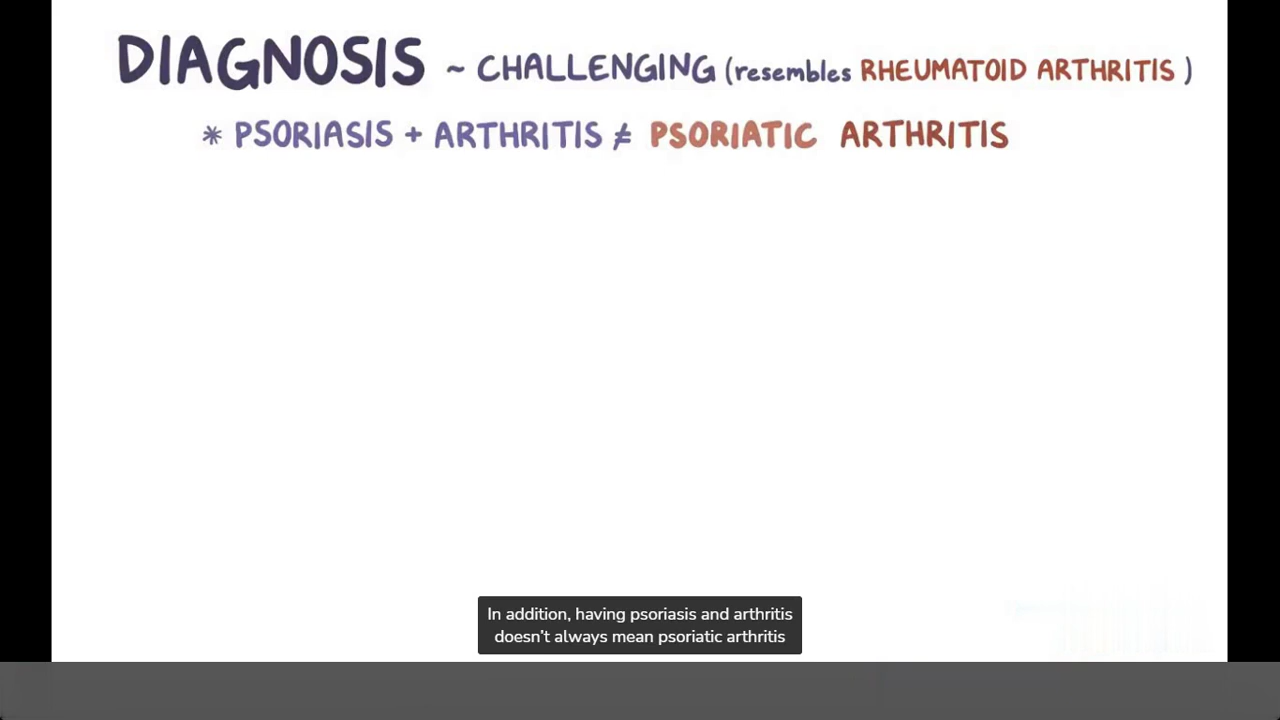 DIAGNOSIS ~ CHALLENGING (resembles RHEUMATOID ARTHRITIS )
* PSORIASIS + ARTHRITIS ≠ PSORIATIC ARTHRITIS
In addition, having psoriasis and arthritis
doesn't always mean psoriatic arthritis